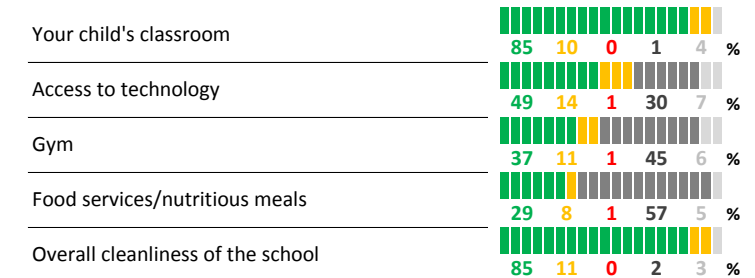 Your child's classroom
85 10 0 1 4 %
Access to technology
49 14 1 30 7 %
Gym
37 11 1 45 6 %
Food services/nutritious meals
29 8 1 57 5 %
Overall cleanliness of the school
85 11 0 2 3 %